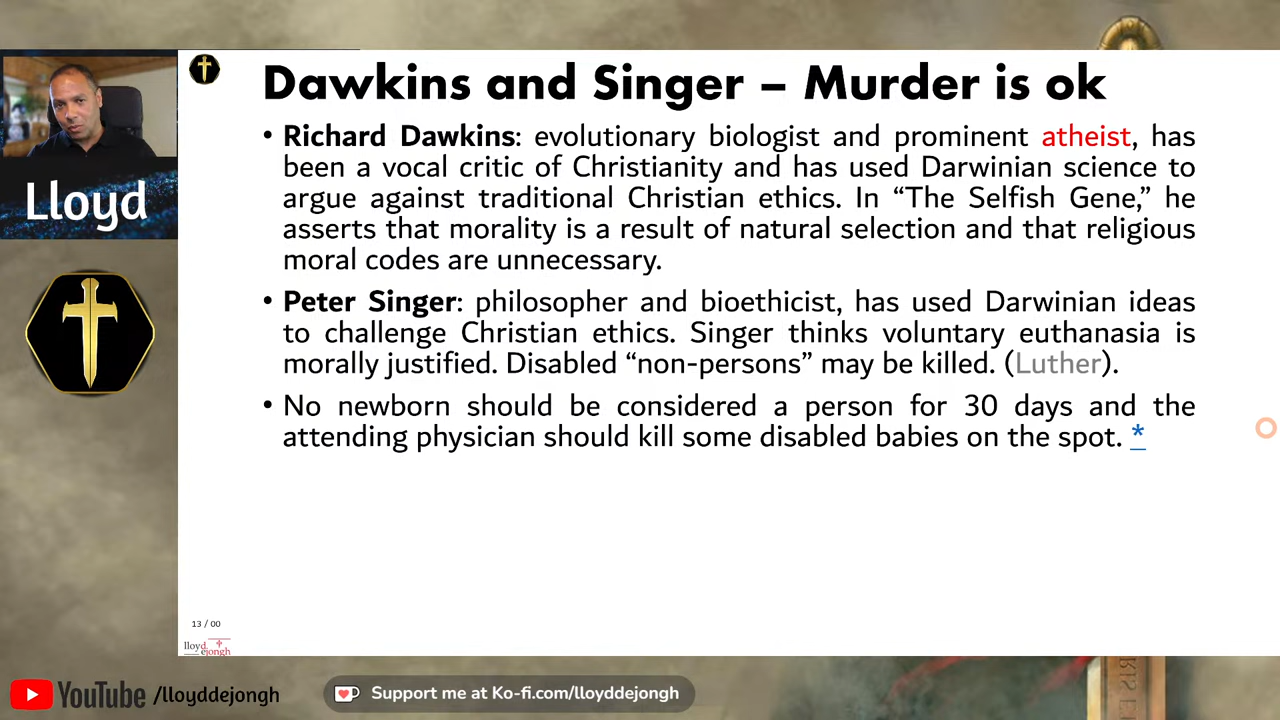 Dawkins and Singer – Murder is ok
• Richard Dawkins: evolutionary biologist and prominent atheist, has
been a vocal critic of Christianity and has used Darwinian science to
argue against traditional Christian ethics. In “The Selfish Gene,” he
asserts that morality is a result of natural selection and that religious
moral codes are unnecessary.
• Peter Singer: philosopher and bioethicist, has used Darwinian ideas
to challenge Christian ethics. Singer thinks voluntary euthanasia is
morally justified. Disabled “non-persons” may be killed. (Luther).
• No newborn should be considered a person for 30 days and the
attending physician should kill some disabled babies on the spot. *
Lloyd
13 / 00
lloyd
ejongh
YouTube /lloyddejongh
Support me at Ko-fi.com/lloyddejongh